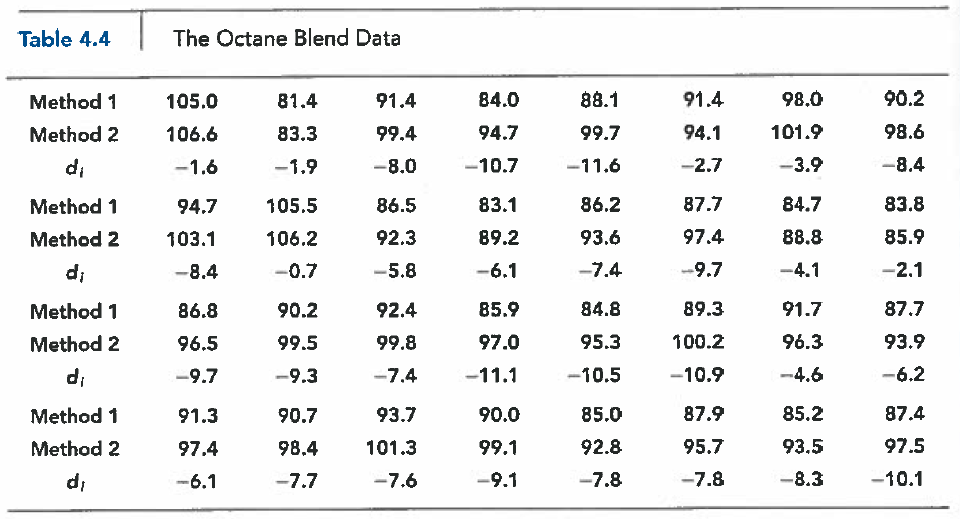 Table 4.4 The Octane Blend Data
Method 1 105.0 81.4 91.4 84.0 88.1 91.4 98.0 90.2
Method 2 106.6 83.3 99.4 94.7 99.7 94.1 101.9 98.6
di −1.6 −1.9 −8.0 −10.7 −11.6 −2.7 −3.9 −8.4
Method 1 94.7 105.5 86.5 83.1 86.2 87.7 84.7 83.8
Method 2 103.1 106.2 92.3 89.2 93.6 97.4 88.8 85.9
di −8.4 −0.7 −5.8 −6.1 −7.4 −9.7 −4.1 −2.1
Method 1 86.8 90.2 92.4 85.9 84.8 89.3 91.7 87.7
Method 2 96.5 99.5 99.8 97.0 95.3 100.2 96.3 93.9
di −9.7 −9.3 −7.4 −11.1 −10.5 −10.9 −4.6 −6.2
Method 1 91.3 90.7 93.7 90.0 85.0 87.9 85.2 87.4
Method 2 97.4 98.4 101.3 99.1 92.8 95.7 93.5 97.5
di −6.1 −7.7 −7.6 −9.1 −7.8 −7.8 −8.3 −10.1